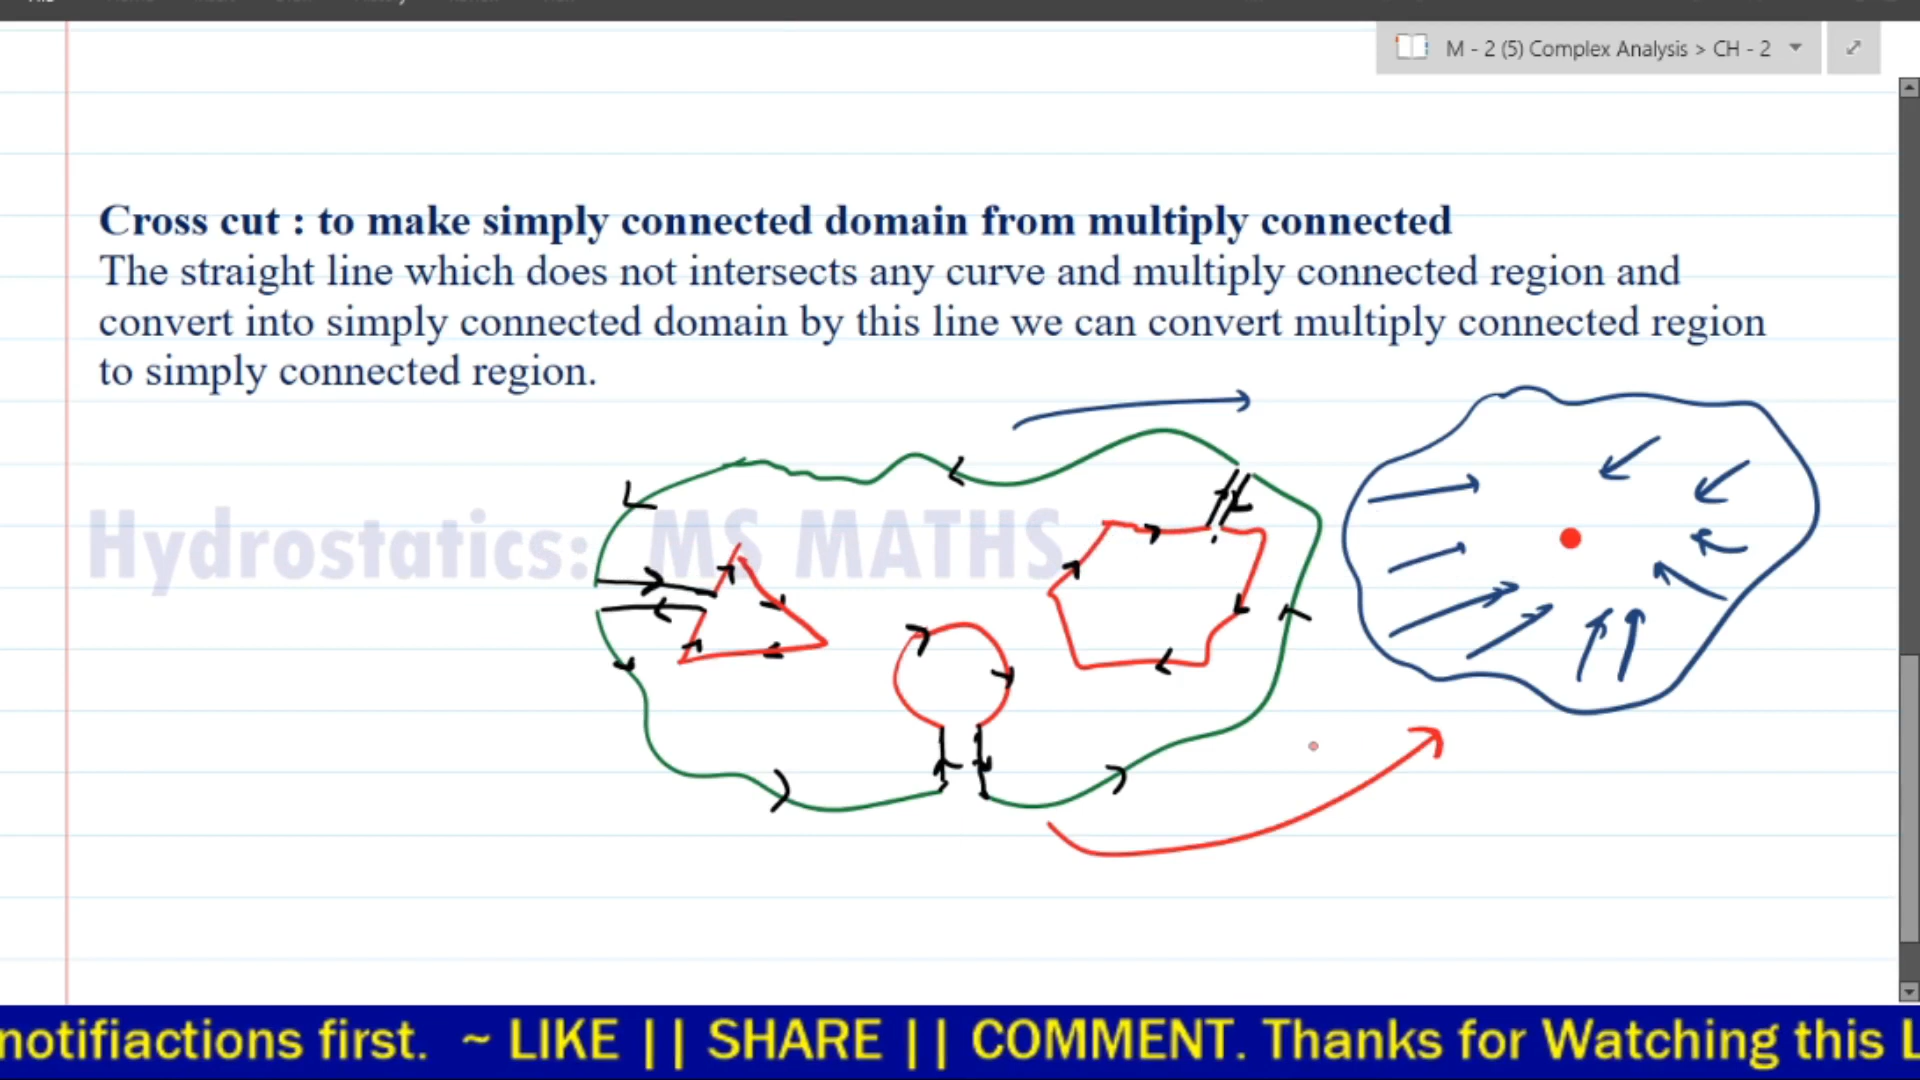 M - 2 (5) Complex Analysis > CH - 2
Cross cut : to make simply connected domain from multiply connected
The straight line which does not intersects any curve and multiply connected region and
convert into simply connected domain by this line we can convert multiply connected region
to simply connected region.
Hydrostatics: MS MATHS
notifiactions first. ~ LIKE || SHARE || COMMENT. Thanks for Watching this